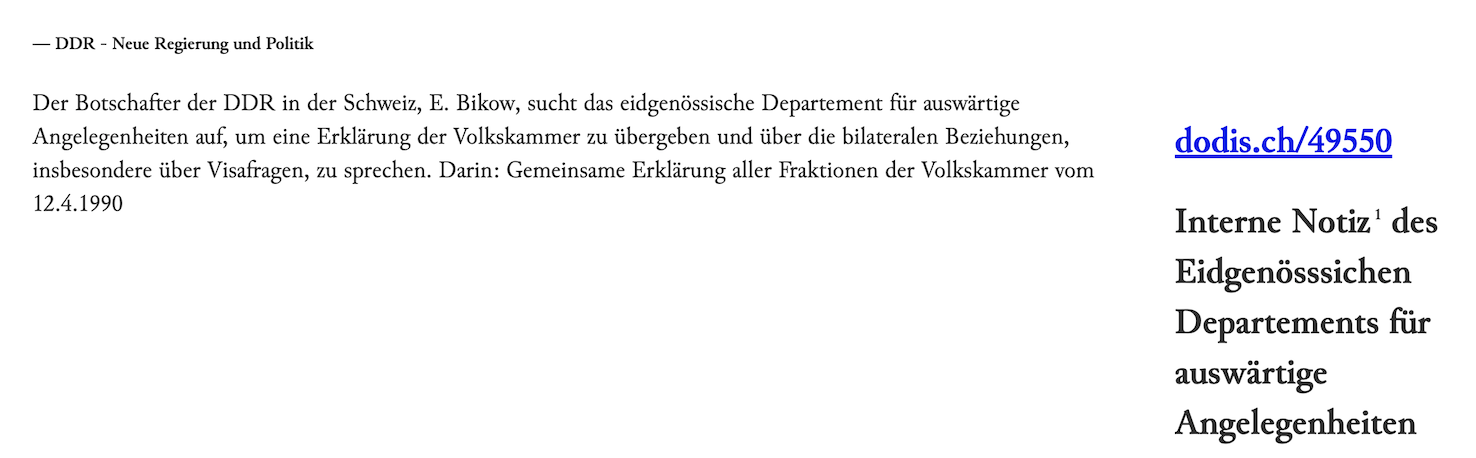 — DDR - Neue Regierung und Politik
Der Botschafter der DDR in der Schweiz, E. Bikow, sucht das eidgenössische Departement für auswärtige
Angelegenheiten auf, um eine Erklärung der Volkskammer zu übergeben und über die bilateralen Beziehungen,
insbesondere über Visafragen, zu sprechen. Darin: Gemeinsame Erklärung aller Fraktionen der Volkskammer vom
12.4.1990
dodis.ch/49550
Interne Notiz¹ des
Eidgenösssichen
Departements für
auswärtige
Angelegenheiten